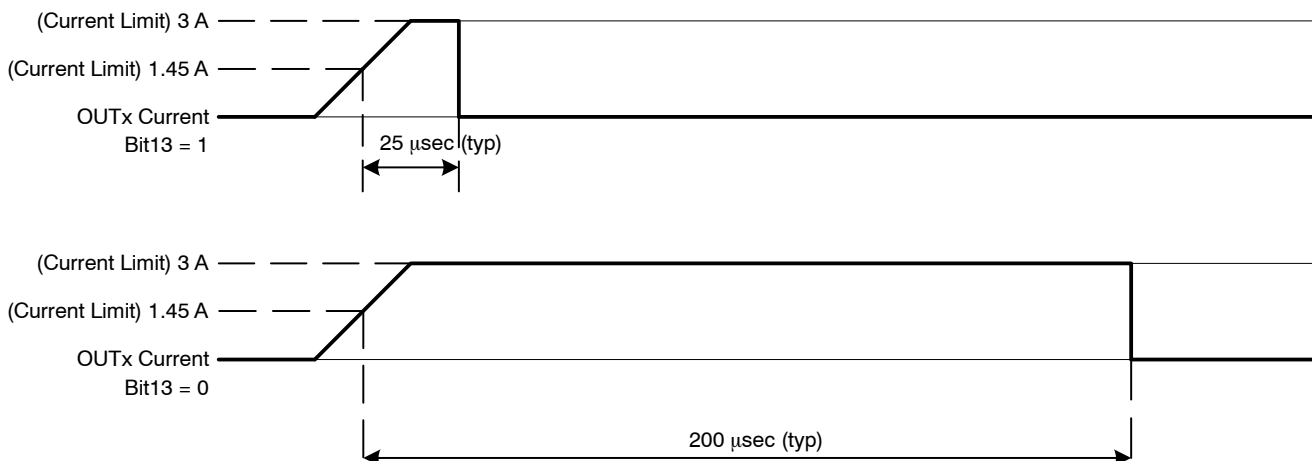 (Current Limit) 3 A
(Current Limit) 1.45 A
OUTx Current
Bit13 = 1
25 μsec (typ)
(Current Limit) 3 A
(Current Limit) 1.45 A
OUTx Current
Bit13 = 0
200 μsec (typ)